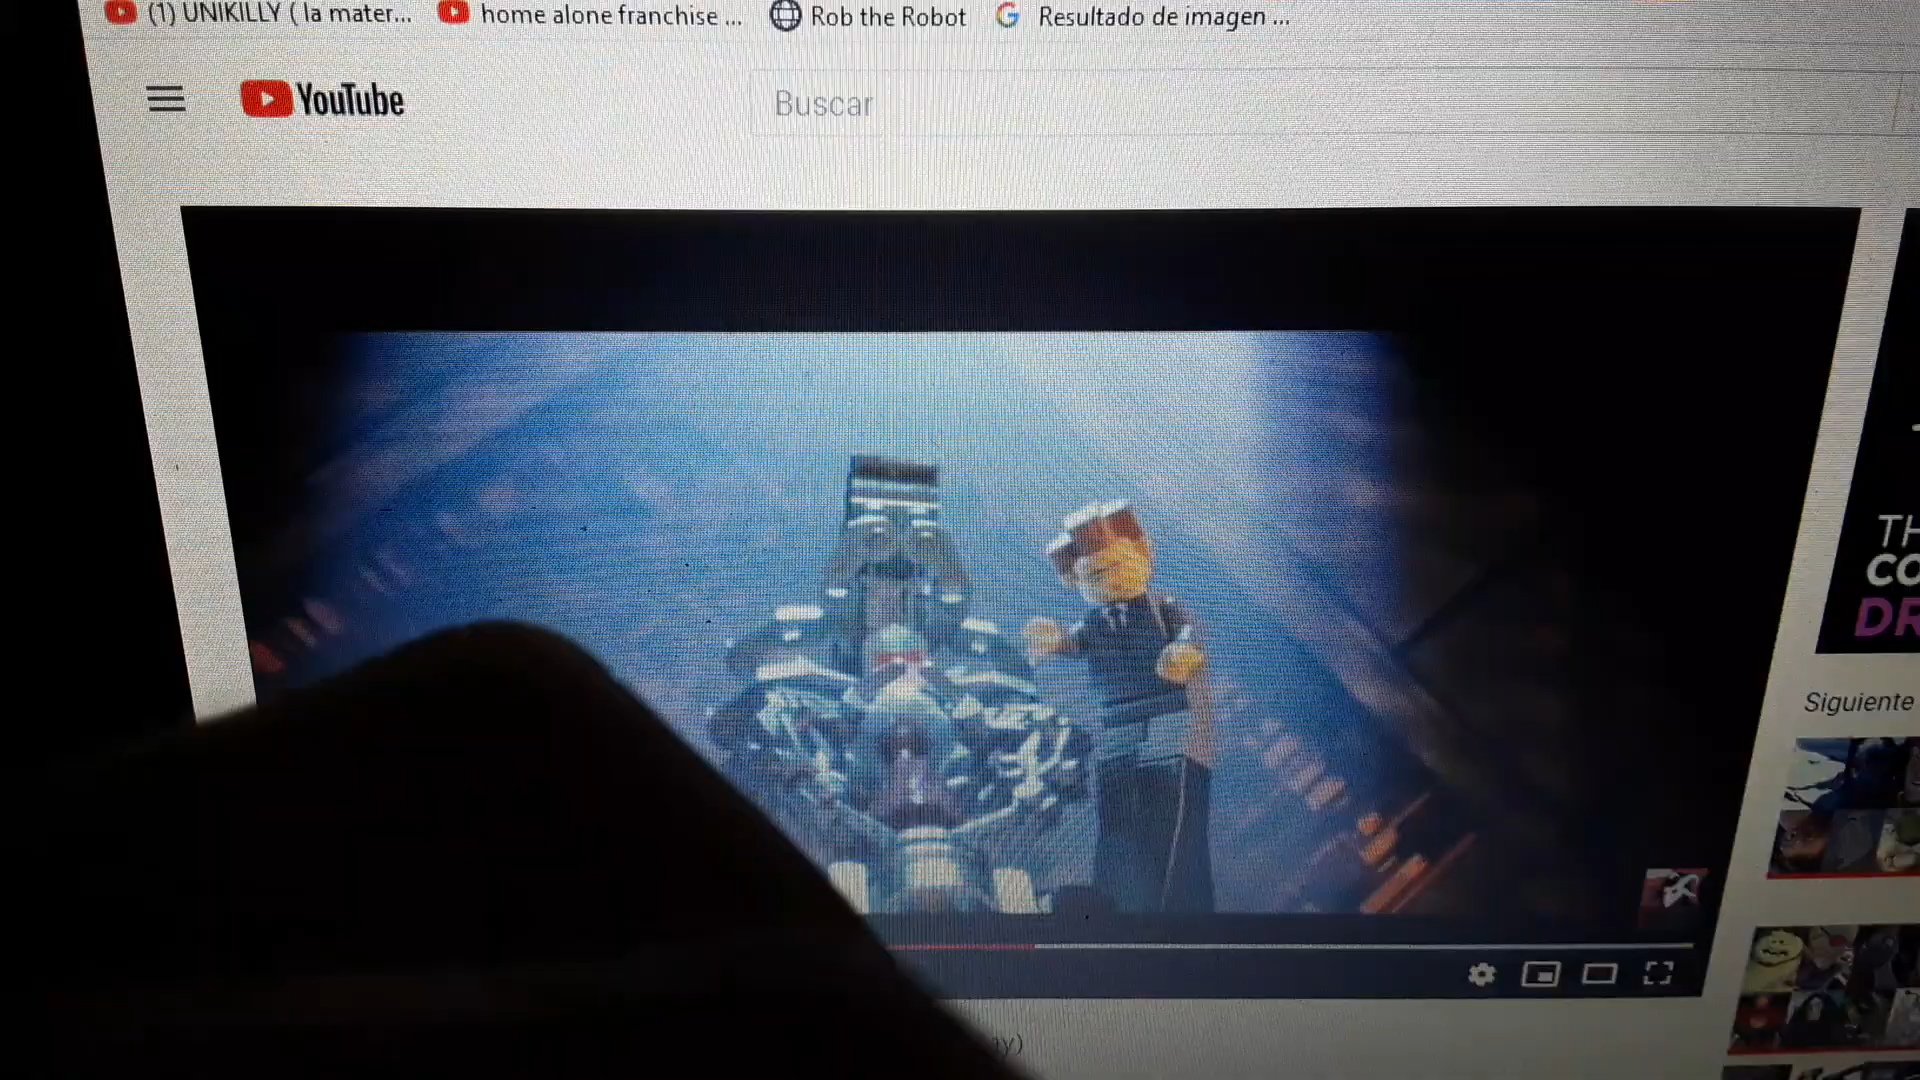 (1) UNIKILLY ( la mater...
home alone franchise ...
Rob the Robot
Resultado de imagen ...
YouTube
Buscar
TH
CO
DR
Siguiente